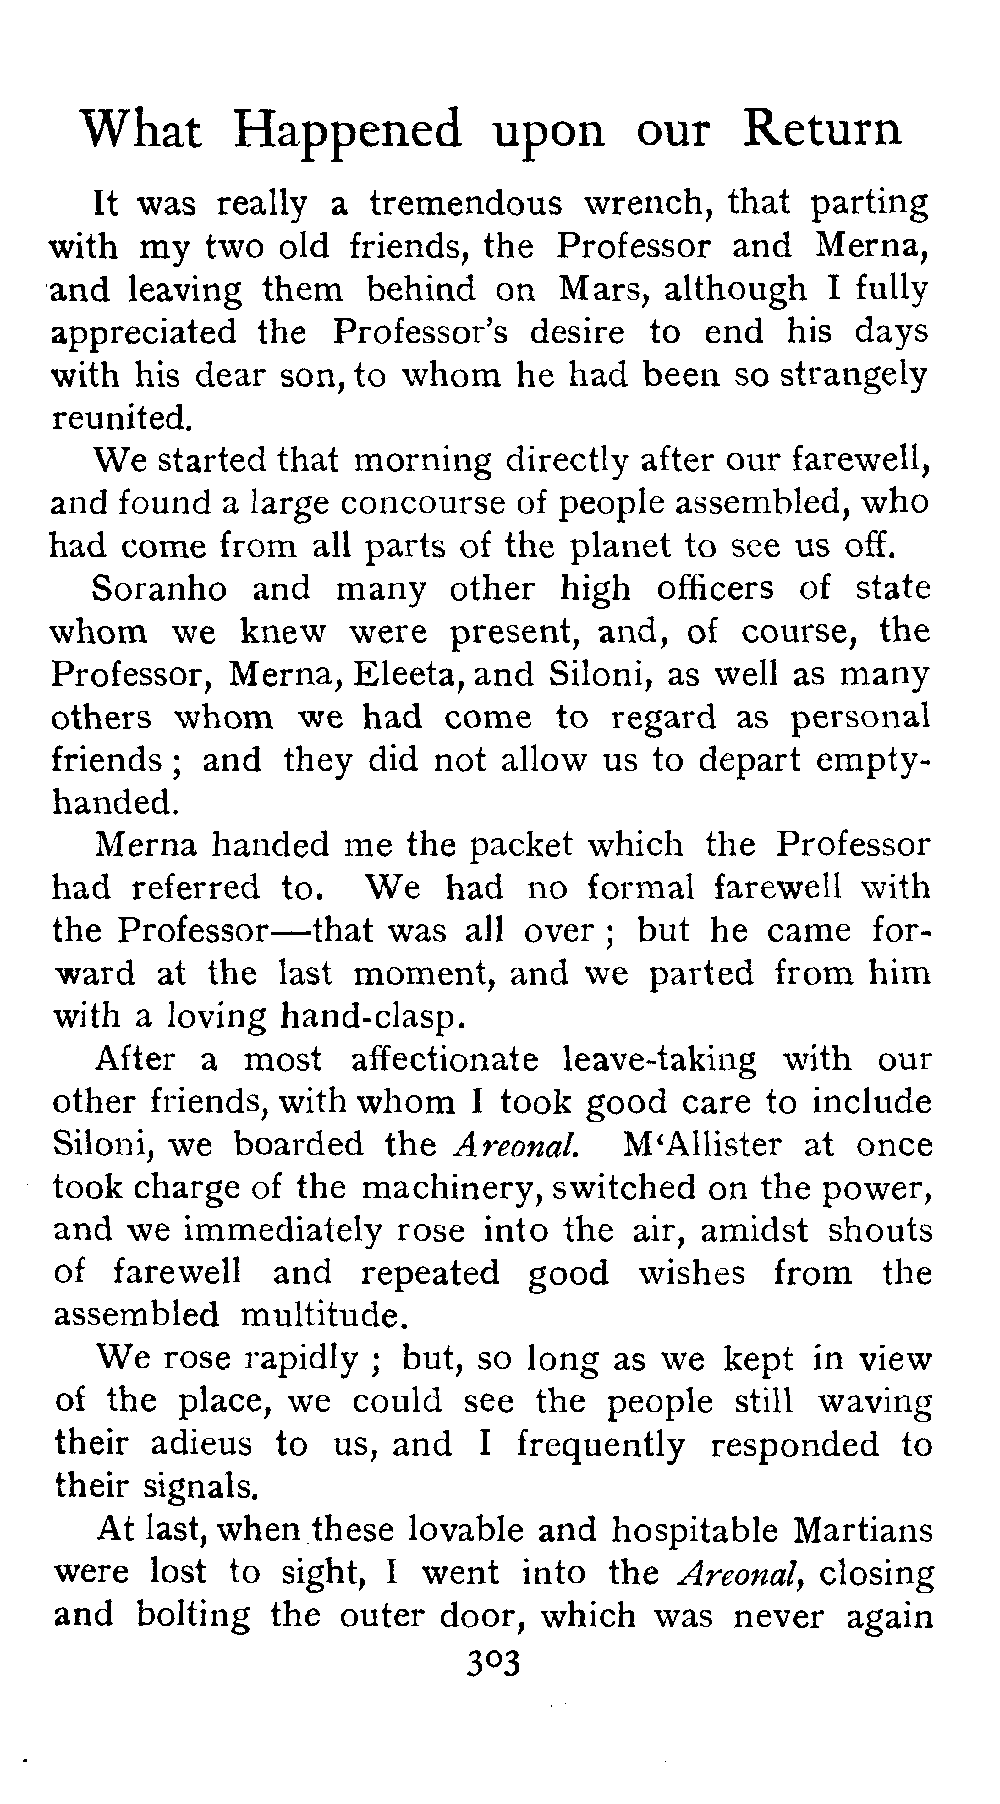 What Happened upon our Return
It was really a tremendous wrench, that parting
with my two old friends, the Professor and Merna,
and leaving them behind on Mars, although I fully
appreciated the Professor's desire to end his days
with his dear son, to whom he had been so strangely
reunited.
We started that morning directly after our farewell,
and found a large concourse of people assembled, who
had come from all parts of the planet to see us off.
Soranho and many other high officers of state
whom we knew were present, and, of course, the
Professor, Merna, Eleeta, and Siloni, as well as many
others whom we had come to regard as personal
friends ; and they did not allow us to depart empty-
handed.
Merna handed me the packet which the Professor
had referred to. We had no formal farewell with
the Professor—that was all over ; but he came for-
ward at the last moment, and we parted from him
with a loving hand-clasp.
After a most affectionate leave-taking with our
other friends, with whom I took good care to include
Siloni, we boarded the Areonal. M‘Allister at once
took charge of the machinery, switched on the power,
and we immediately rose into the air, amidst shouts
of farewell and repeated good wishes from the
assembled multitude.
We rose rapidly ; but, so long as we kept in view
of the place, we could see the people still waving
their adieus to us, and I frequently responded to
their signals.
At last, when these lovable and hospitable Martians
were lost to sight, I went into the Areonal, closing
and bolting the outer door, which was never again
303